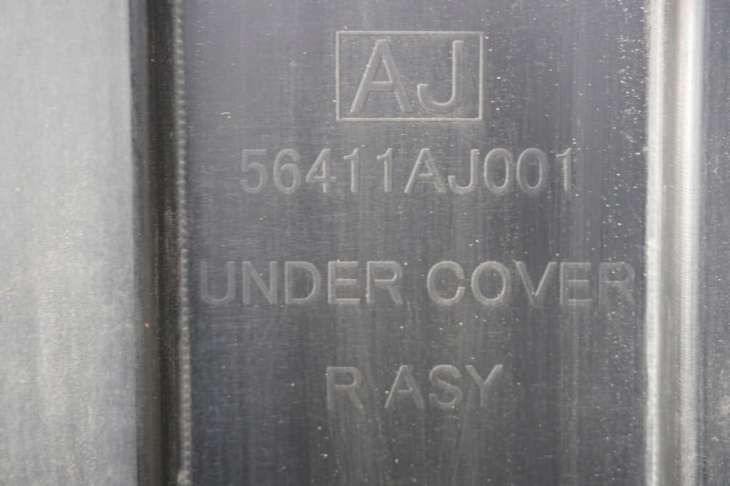 AJ
56411AJ001
UNDER COVER
R ASY